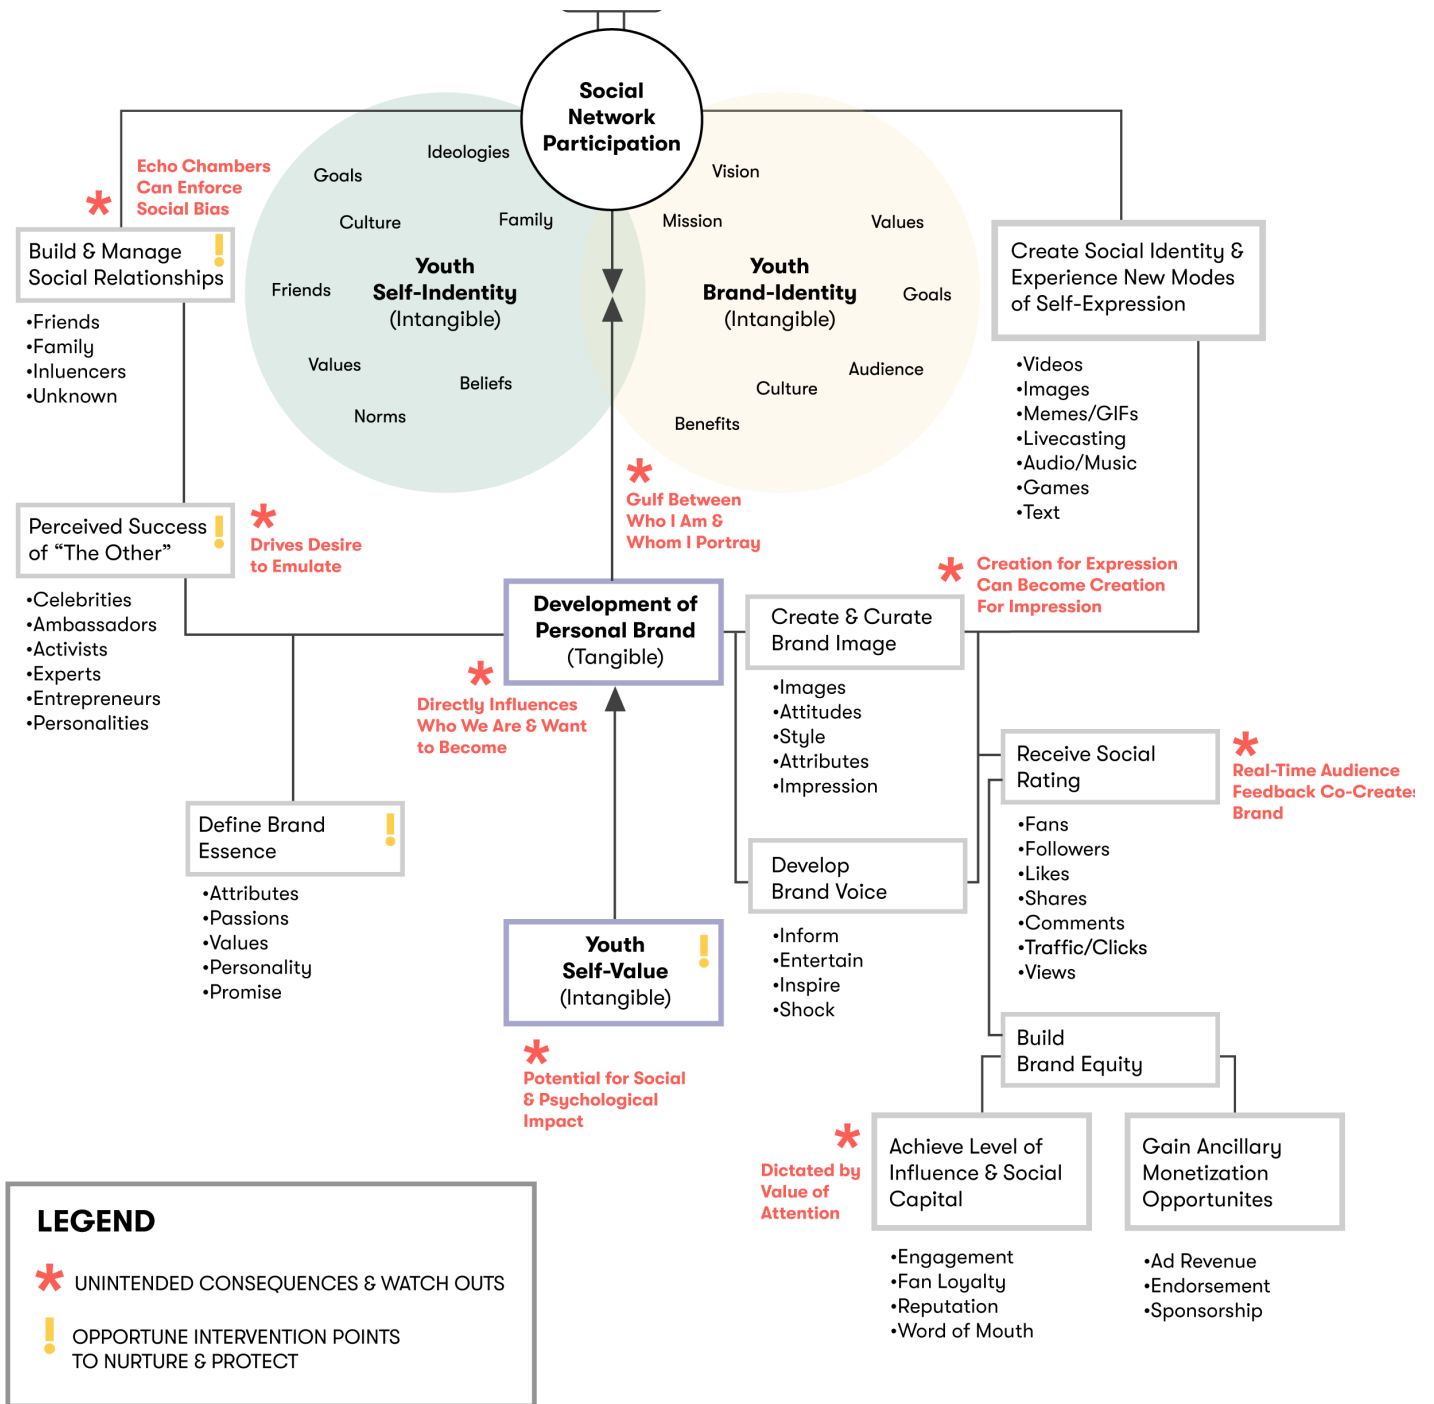 Social
Network
Participation
Echo Chambers
Can Enforce
Social Bias
Build & Manage
Social Relationships
•Friends
•Family
•Inluencers
•Unknown
Ideologies
Goals
Culture
Family
Youth
Self-Indentity
(Intangible)
Friends
Values
Beliefs
Norms
Vision
Mission
Values
Youth
Brand-Identity
(Intangible)
Goals
Audience
Culture
Benefits
Create Social Identity &
Experience New Modes
of Self-Expression
•Videos
•Images
•Memes/GIFs
•Livecasting
•Audio/Music
•Games
•Text
Gulf Between
Who I Am &
Whom I Portray
Perceived Success
of “The Other”
Drives Desire
to Emulate
•Celebrities
•Ambassadors
•Activists
•Experts
•Entrepreneurs
•Personalities
Development of
Personal Brand
(Tangible)
Directly Influences
Who We Are & Want
to Become
Create & Curate
Brand Image
Creation for Expression
Can Become Creation
For Impression
•Images
•Attitudes
•Style
•Attributes
•Impression
Receive Social
Rating
Real-Time Audience
Feedback Co-Creates
Brand
•Fans
•Followers
•Likes
•Shares
•Comments
•Traffic/Clicks
•Views
Define Brand
Essence
•Attributes
•Passions
•Values
•Personality
•Promise
Develop
Brand Voice
•Inform
•Entertain
•Inspire
•Shock
Youth
Self-Value
(Intangible)
Potential for Social
& Psychological
Impact
Build
Brand Equity
Dictated by
Value of
Attention
Achieve Level of
Influence & Social
Capital
•Engagement
•Fan Loyalty
•Reputation
•Word of Mouth
Gain Ancillary
Monetization
Opportunites
•Ad Revenue
•Endorsement
•Sponsorship
LEGEND
* UNINTENDED CONSEQUENCES & WATCH OUTS
! OPPORTUNE INTERVENTION POINTS
TO NURTURE & PROTECT